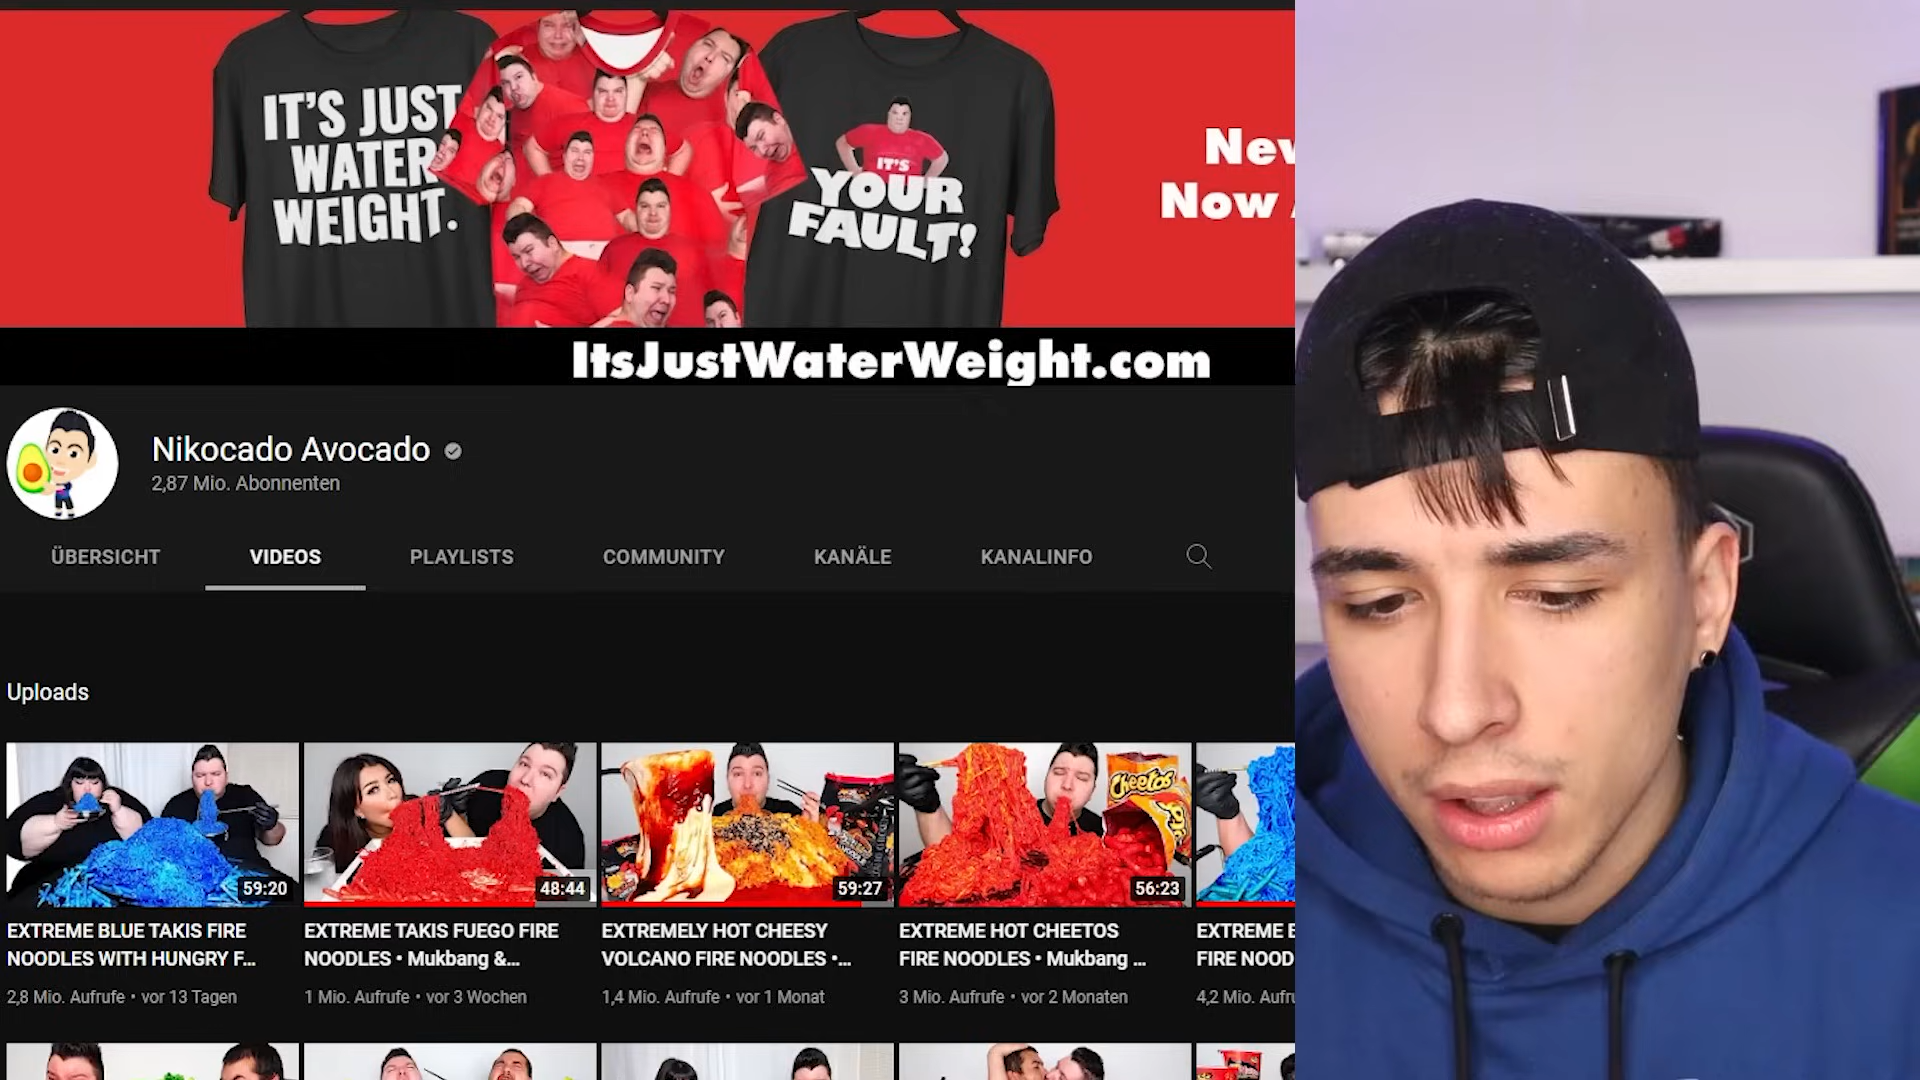 IT'S JUST
WATER
WEIGHT.
IT'S
YOUR
FAULT!
Now
ItsJustWaterWeight.com
Nikocado Avocado
2,87 Mio. Abonnenten
ÜBERSICHT
VIDEOS
PLAYLISTS
COMMUNITY
KANÄLE
KANALINFO
Uploads
Cheetos
59:20
48:44
59:27
56:23
EXTREME BLUE TAKIS FIRE
NOODLES WITH HUNGRY F...
2,8 Mio. Aufrufe • vor 13 Tagen
EXTREME TAKIS FUEGO FIRE
NOODLES • Mukbang &...
1 Mio. Aufrufe • vor 3 Wochen
EXTREMELY HOT CHEESY
VOLCANO FIRE NOODLES •...
1,4 Mio. Aufrufe • vor 1 Monat
EXTREME HOT CHEETOS
FIRE NOODLES • Mukbang ...
3 Mio. Aufrufe • vor 2 Monaten
EXTREME
FIRE
4,2 Mio.